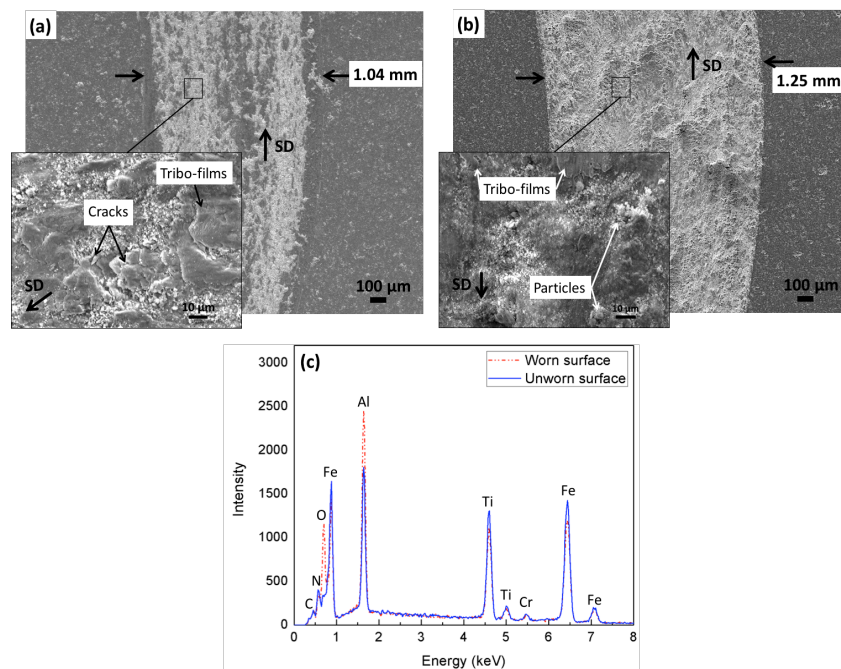 (a)
1.04 mm
SD
Tribo-films
Cracks
SD
10 µm
100 µm
(b)
SD
1.25 mm
Tribo-films
SD
Particles
10 µm
100 µm
(c)
Worn surface
Unworn surface
3000
2500
2000
1500
1000
500
0
Intensity
C
N
O
Fe
Al
Ti
Ti
Cr
Fe
Fe
0 1 2 3 4 5 6 7 8
Energy (keV)